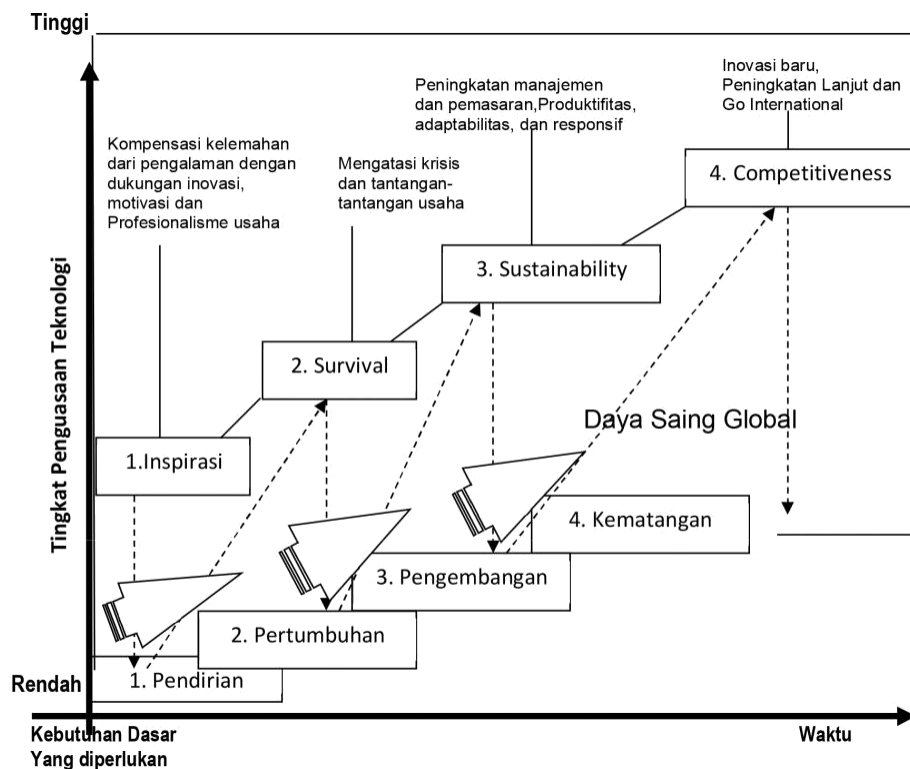 Tinggi
Inovasi baru,
Peningkatan Lanjut dan
Go International
Peningkatan manajemen
dan pemasaran,Produktifitas,
adaptabilitas, dan responsif
Kompensasi kelemahan
dari pengalaman dengan
dukungan inovasi,
motivasi dan
Profesionalisme usaha
Mengatasi krisis
dan tantangan-
tantangan usaha
4. Competitiveness
3. Sustainability
2. Survival
1.Inspirasi
Tingkat Penguasaan Teknologi
Daya Saing Global
4. Kematangan
3. Pengembangan
2. Pertumbuhan
1. Pendirian
Rendah
Kebutuhan Dasar
Yang diperlukan
Waktu